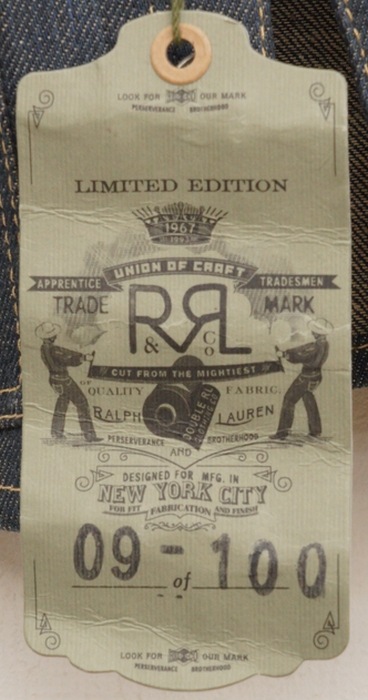 LOOK FOR OUR MARK
PERSEVERANCE BROTHERHOOD
LIMITED EDITION
1967
UNION OF CRAFT
APPRENTICE TRADESMEN
TRADE MARK
RRL
& Co
CUT FROM THE MIGHTIEST
OF QUALITY FABRIC.
RALPH LAUREN
DOUBLE RL
PERSEVERANCE BROTHERHOOD
AND
DESIGNED FOR MFG. IN
NEW YORK CITY
FOR FIT FABRICATION AND FINISH
09 - 100
of
LOOK FOR OUR MARK
PERSEVERANCE BROTHERHOOD